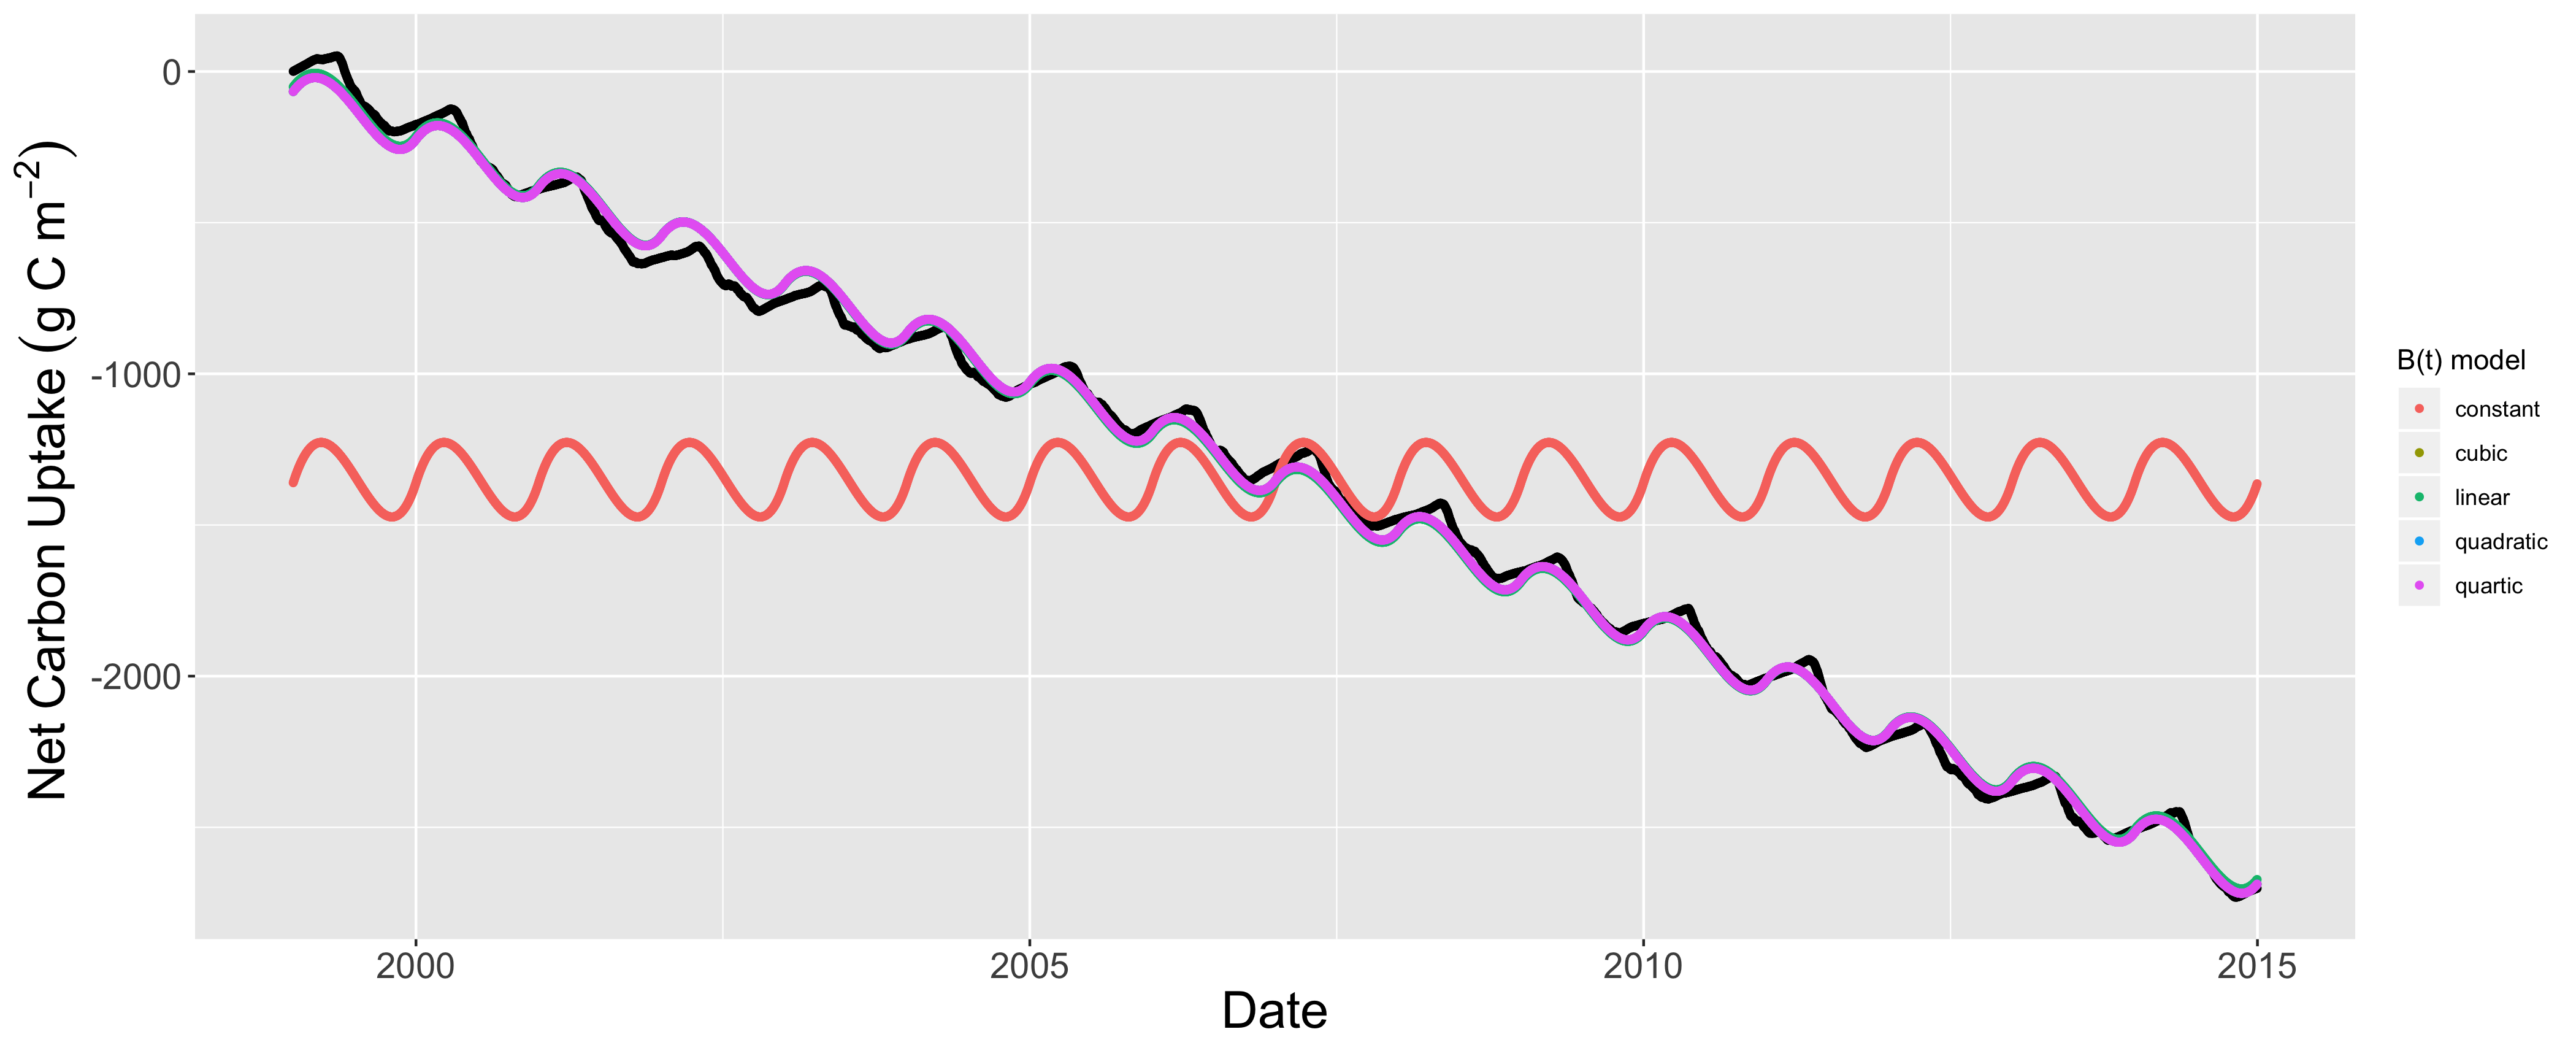 Net Carbon Uptake (g C m⁻²)
0
-1000
-2000
2000
2005
2010
2015
Date
B(t) model
constant
cubic
linear
quadratic
quartic